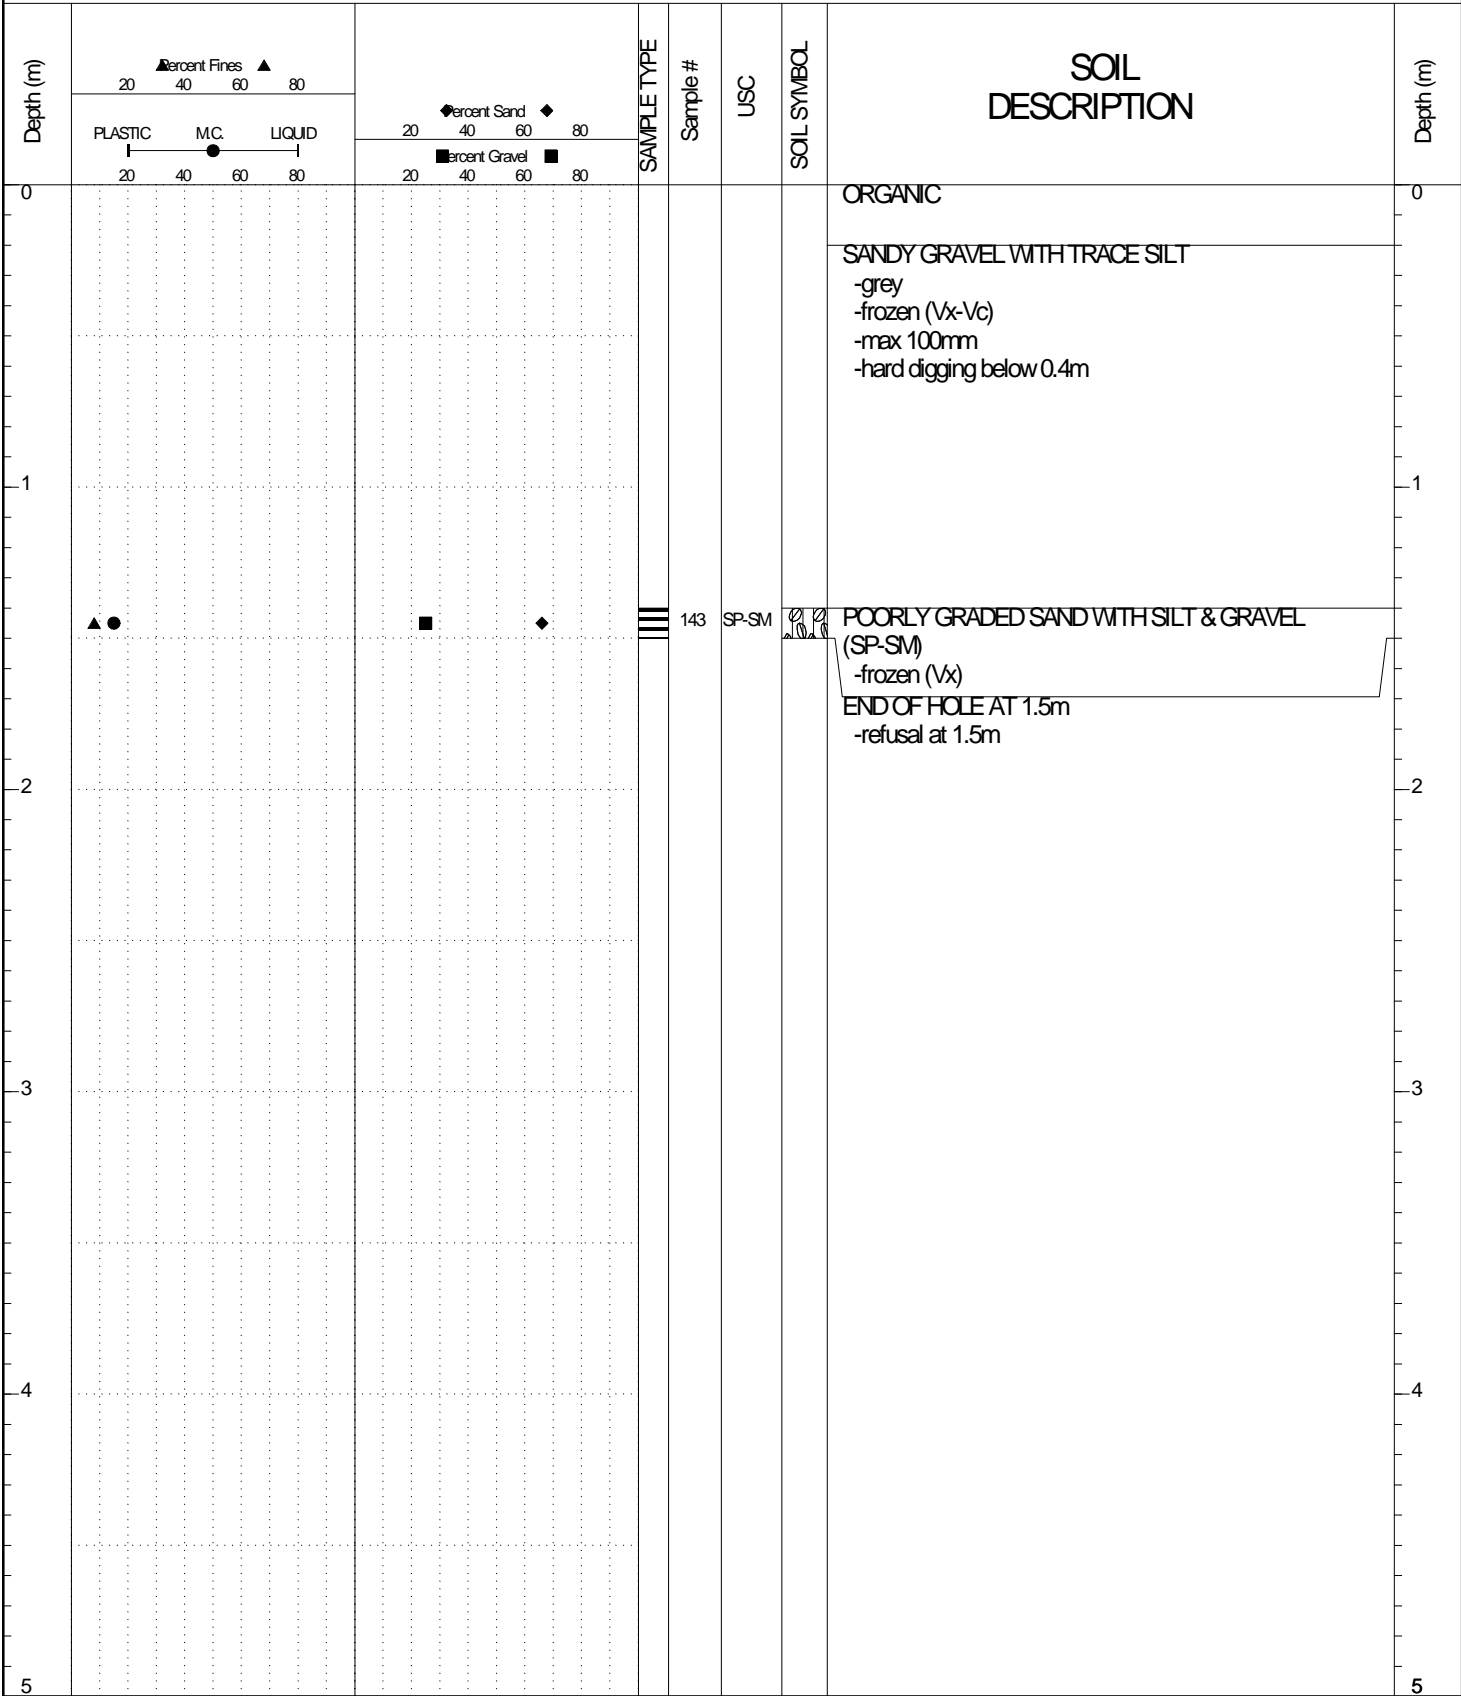 Depth (m)
Percent Fines
20 40 60 80
PLASTIC M.C. LIQUID
20 40 60 80
Percent Sand
20 40 60 80
Percent Gravel
20 40 60 80
SAMPLE TYPE
Sample #
USC
SOIL SYMBOL
SOIL
DESCRIPTION
Depth (m)
0 0
ORGANIC
SANDY GRAVEL WITH TRACE SILT
-grey
-frozen (Vx-Vc)
-max 100mm
-hard digging below 0.4m
1 1
143 SP-SM POORLY GRADED SAND WITH SILT & GRAVEL
(SP-SM)
-frozen (Vx)
END OF HOLE AT 1.5m
-refusal at 1.5m
2 2
3 3
4 4
5 5